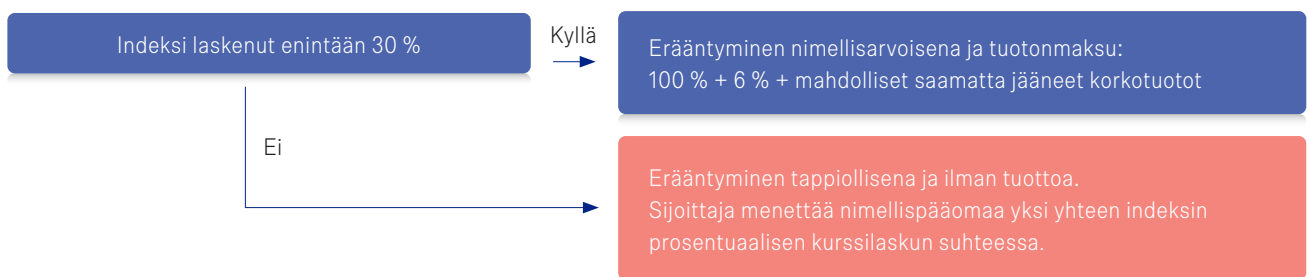 Indeksi laskenut enintään 30 %
Kyllä
Erääntyminen nimellisarvoisena ja tuotonmaksu:
100 % + 6 % + mahdolliset saamatta jääneet korkotuotot
Ei
Erääntyminen tappiollisena ja ilman tuottoa.
Sijoittaja menettää nimellispääomaa yksi yhteen indeksin
prosentuaalisen kurssilaskun suhteessa.